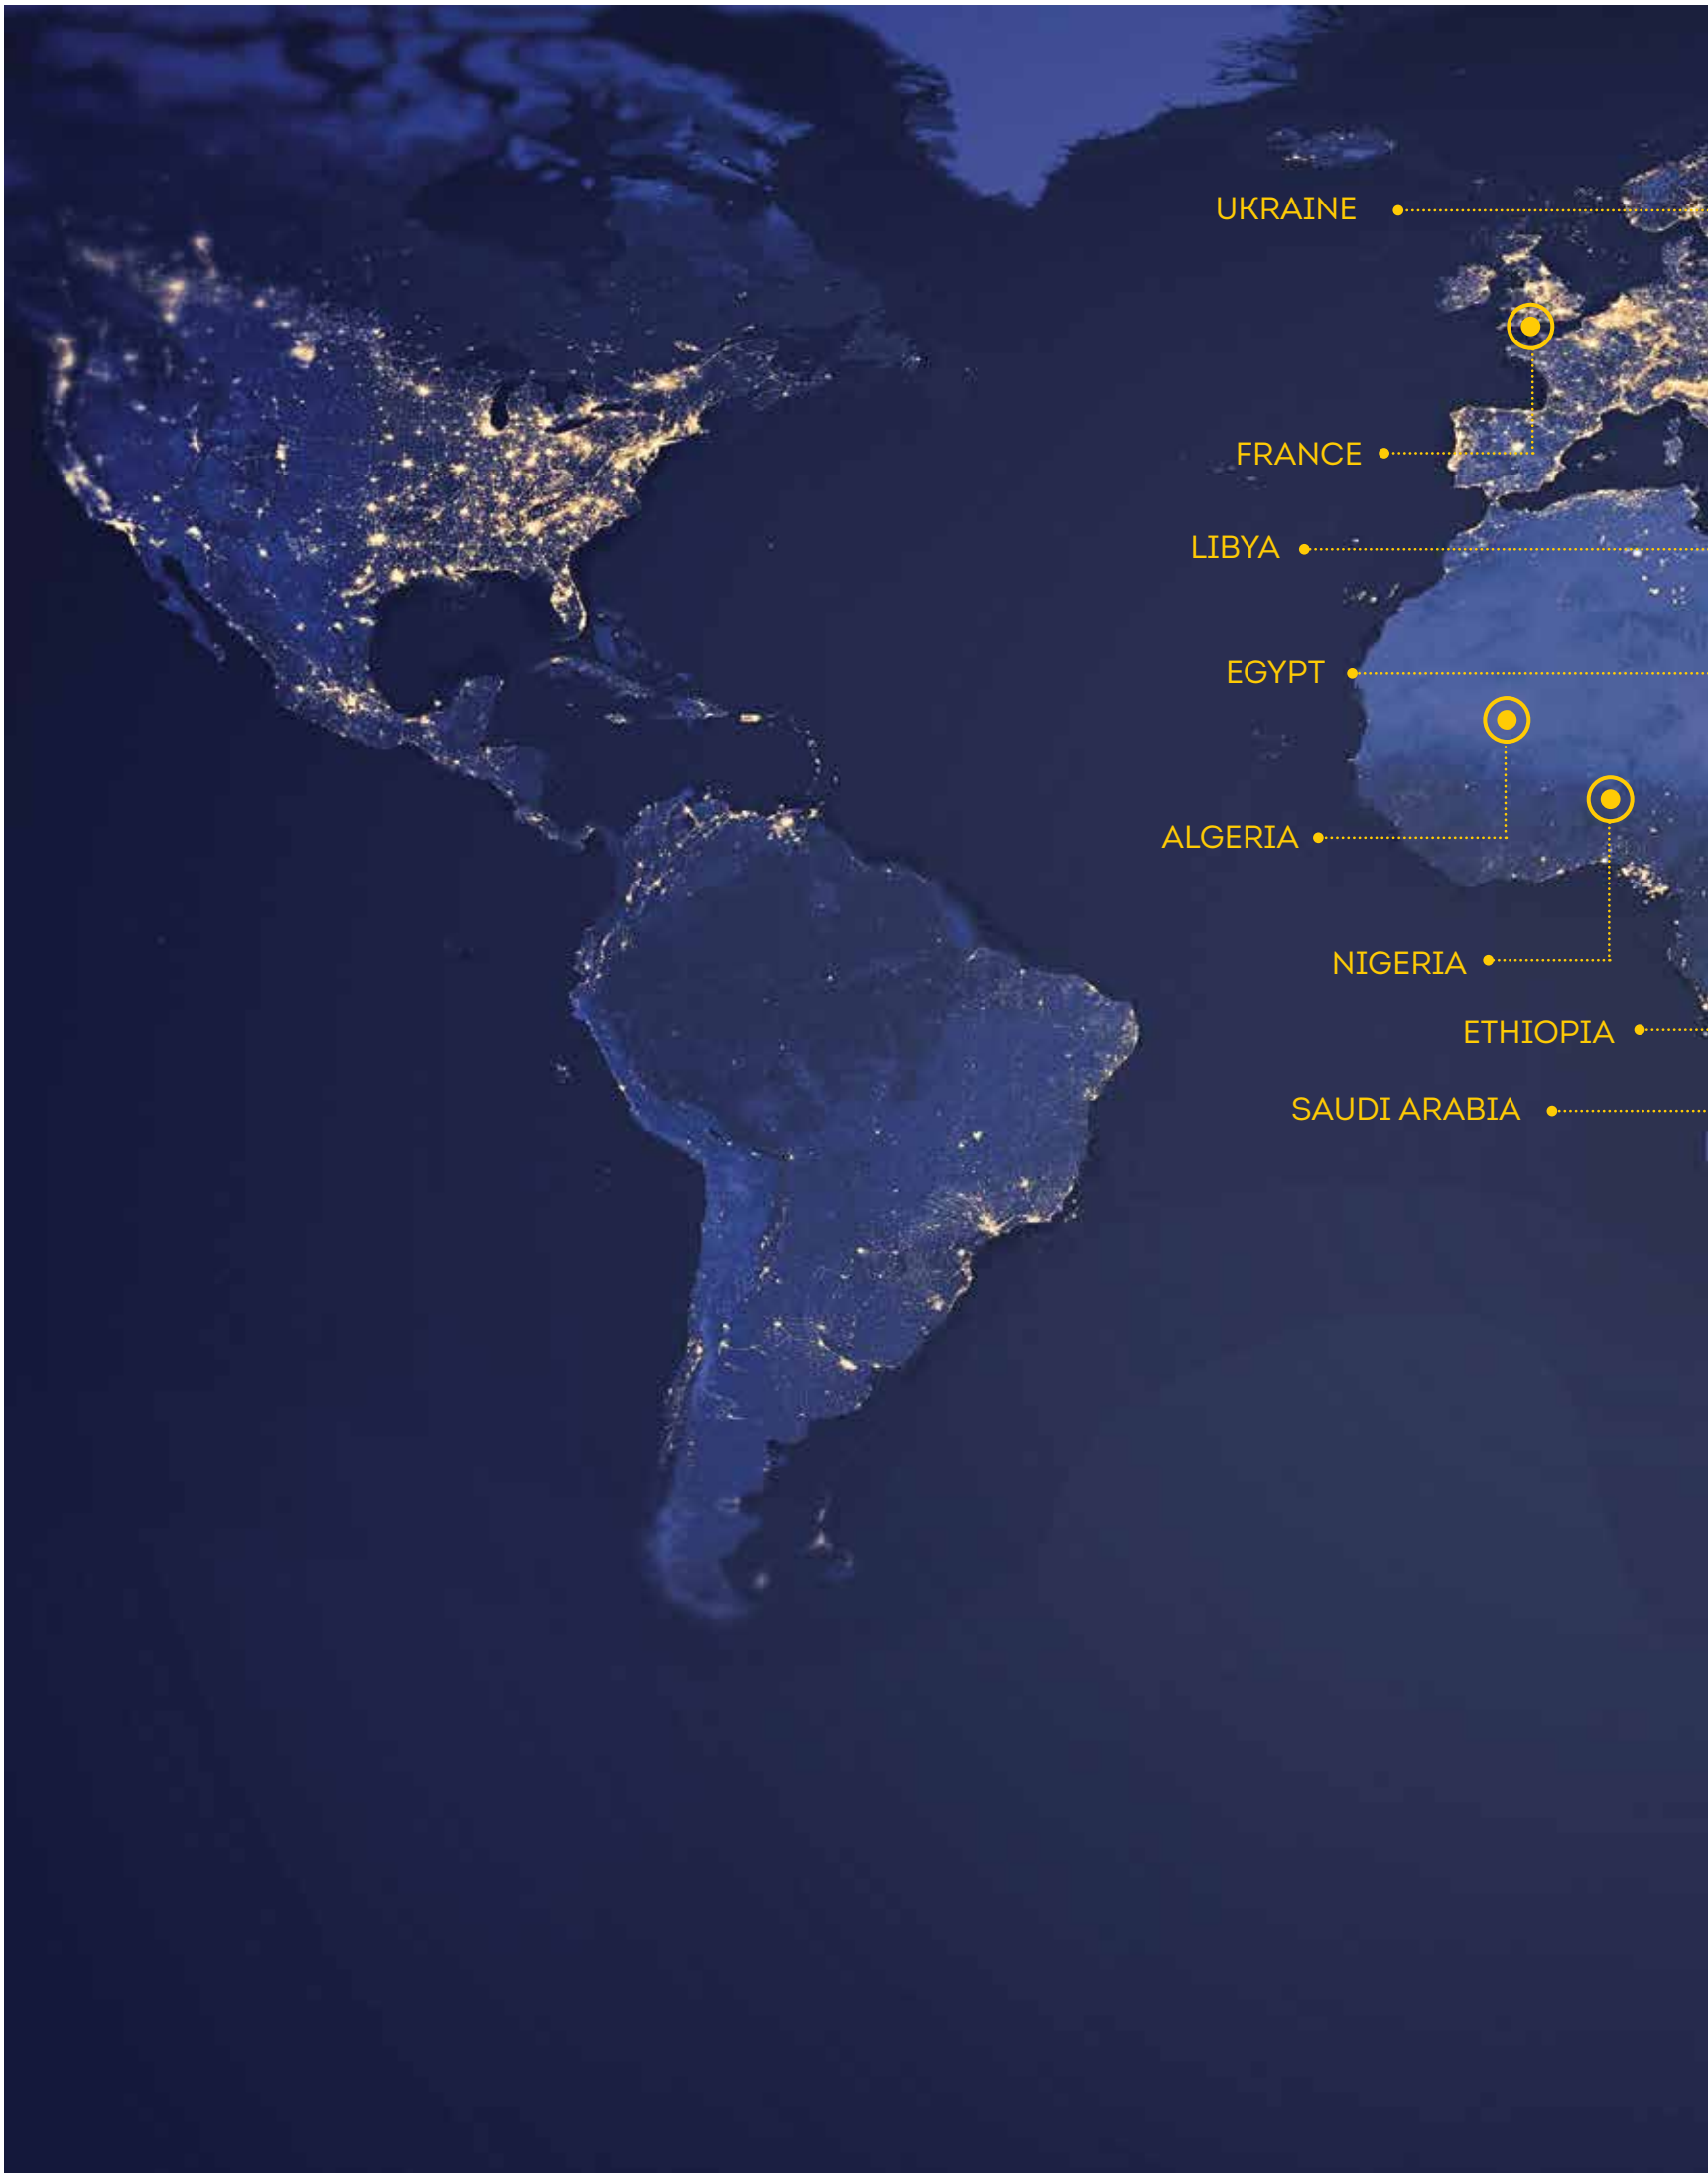 UKRAINE
FRANCE
LIBYA
EGYPT
ALGERIA
NIGERIA
ETHIOPIA
SAUDI ARABIA